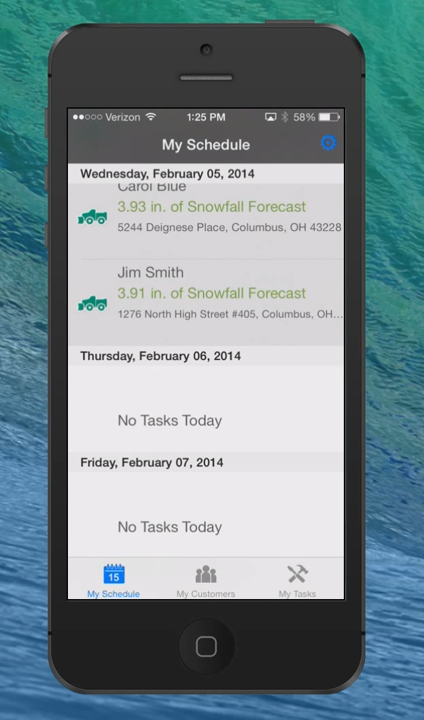 Verizon 1:25 PM 58%
My Schedule
Wednesday, February 05, 2014
Carol Blue
3.93 in. of Snowfall Forecast
5244 Deignese Place, Columbus, OH 43228
Jim Smith
3.91 in. of Snowfall Forecast
1276 North High Street #405, Columbus, OH...
Thursday, February 06, 2014
No Tasks Today
Friday, February 07, 2014
No Tasks Today
15
My Schedule My Customers My Tasks